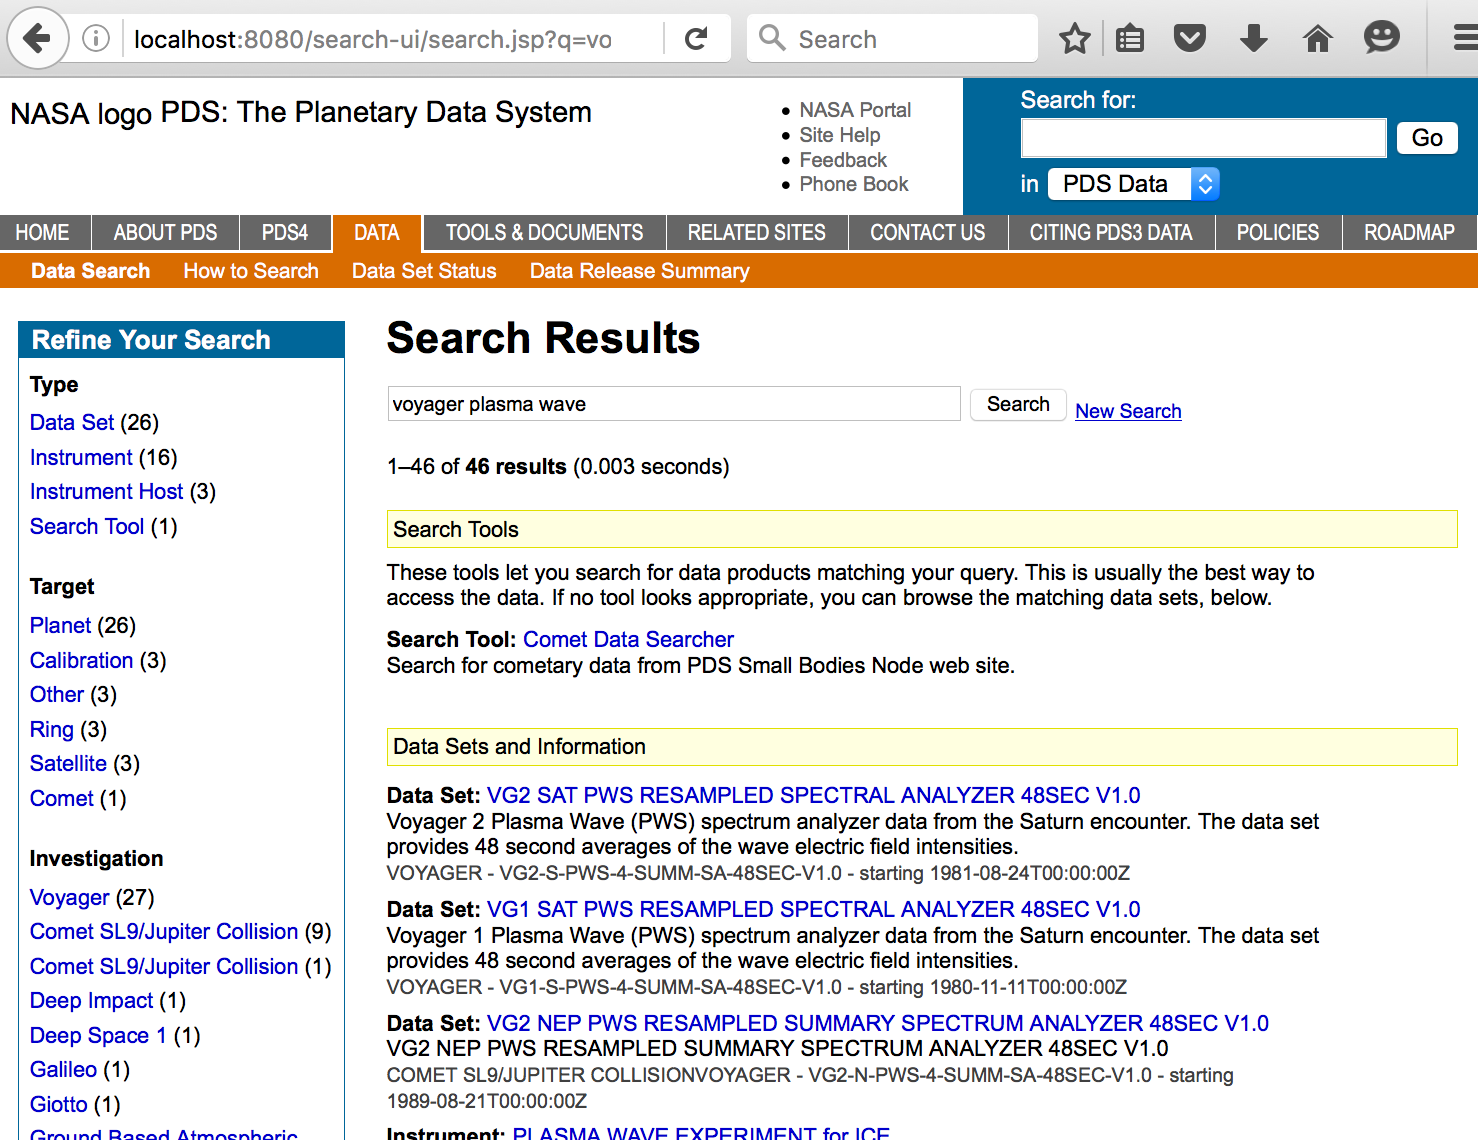 localhost:8080/search-ui/search.jsp?q=vo
Search
NASA logo PDS: The Planetary Data System
NASA Portal
Site Help
Feedback
Phone Book
Search for:
Go
in PDS Data
HOME ABOUT PDS PDS4 DATA TOOLS & DOCUMENTS RELATED SITES CONTACT US CITING PDS3 DATA POLICIES ROADMAP
Data Search How to Search Data Set Status Data Release Summary
Refine Your Search
Type
Data Set (26)
Instrument (16)
Instrument Host (3)
Search Tool (1)
Target
Planet (26)
Calibration (3)
Other (3)
Ring (3)
Satellite (3)
Comet (1)
Investigation
Voyager (27)
Comet SL9/Jupiter Collision (9)
Comet SL9/Jupiter Collision (1)
Deep Impact (1)
Deep Space 1 (1)
Galileo (1)
Giotto (1)
Ground Based Atmospheric
Search Results
voyager plasma wave
Search New Search
1–46 of 46 results (0.003 seconds)
Search Tools
These tools let you search for data products matching your query. This is usually the best way to
access the data. If no tool looks appropriate, you can browse the matching data sets, below.
Search Tool: Comet Data Searcher
Search for cometary data from PDS Small Bodies Node web site.
Data Sets and Information
Data Set: VG2 SAT PWS RESAMPLED SPECTRAL ANALYZER 48SEC V1.0
Voyager 2 Plasma Wave (PWS) spectrum analyzer data from the Saturn encounter. The data set
provides 48 second averages of the wave electric field intensities.
VOYAGER - VG2-S-PWS-4-SUMM-SA-48SEC-V1.0 - starting 1981-08-24T00:00:00Z
Data Set: VG1 SAT PWS RESAMPLED SPECTRAL ANALYZER 48SEC V1.0
Voyager 1 Plasma Wave (PWS) spectrum analyzer data from the Saturn encounter. The data set
provides 48 second averages of the wave electric field intensities.
VOYAGER - VG1-S-PWS-4-SUMM-SA-48SEC-V1.0 - starting 1980-11-11T00:00:00Z
Data Set: VG2 NEP PWS RESAMPLED SUMMARY SPECTRUM ANALYZER 48SEC V1.0
VG2 NEP PWS RESAMPLED SUMMARY SPECTRUM ANALYZER 48SEC V1.0
COMET SL9/JUPITER COLLISIONVOYAGER - VG2-N-PWS-4-SUMM-SA-48SEC-V1.0 - starting
1989-08-21T00:00:00Z
Instrument: PLASMA WAVE EXPERIMENT for ICE